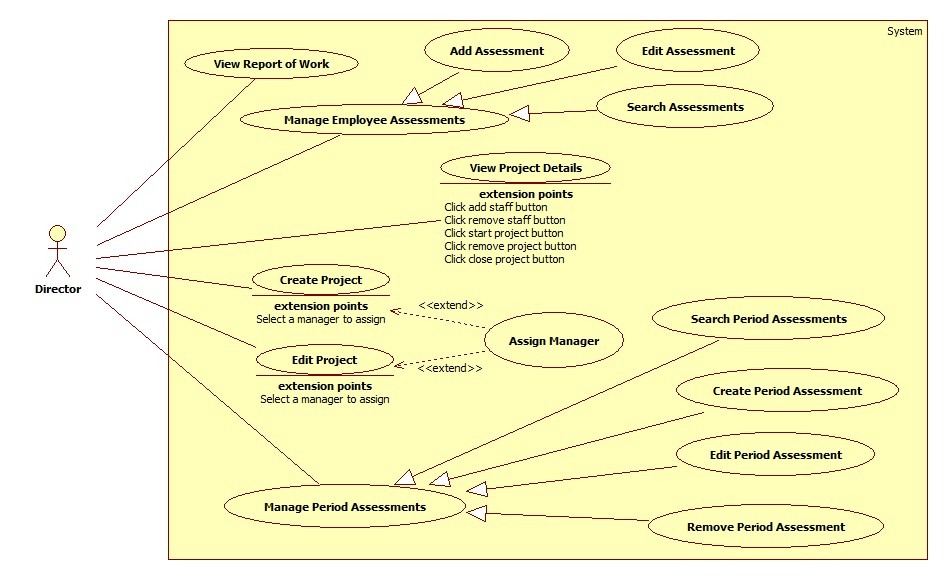 System
View Report of Work
Add Assessment
Edit Assessment
Search Assessments
Manage Employee Assessments
View Project Details
extension points
Click add staff button
Click remove staff button
Click start project button
Click remove project button
Click close project button
Director
Create Project
extension points
Select a manager to assign
<<extend>>
Assign Manager
Edit Project
<<extend>>
extension points
Select a manager to assign
Search Period Assessments
Create Period Assessment
Edit Period Assessment
Manage Period Assessments
Remove Period Assessment